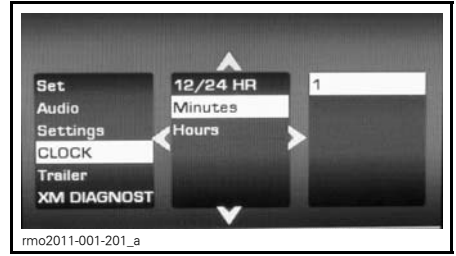 Set
Audio
Settings
CLOCK
Trailer
XM DIAGNOST
12/24 HR
Minutes
Hours
1
rmo2011-001-201_a